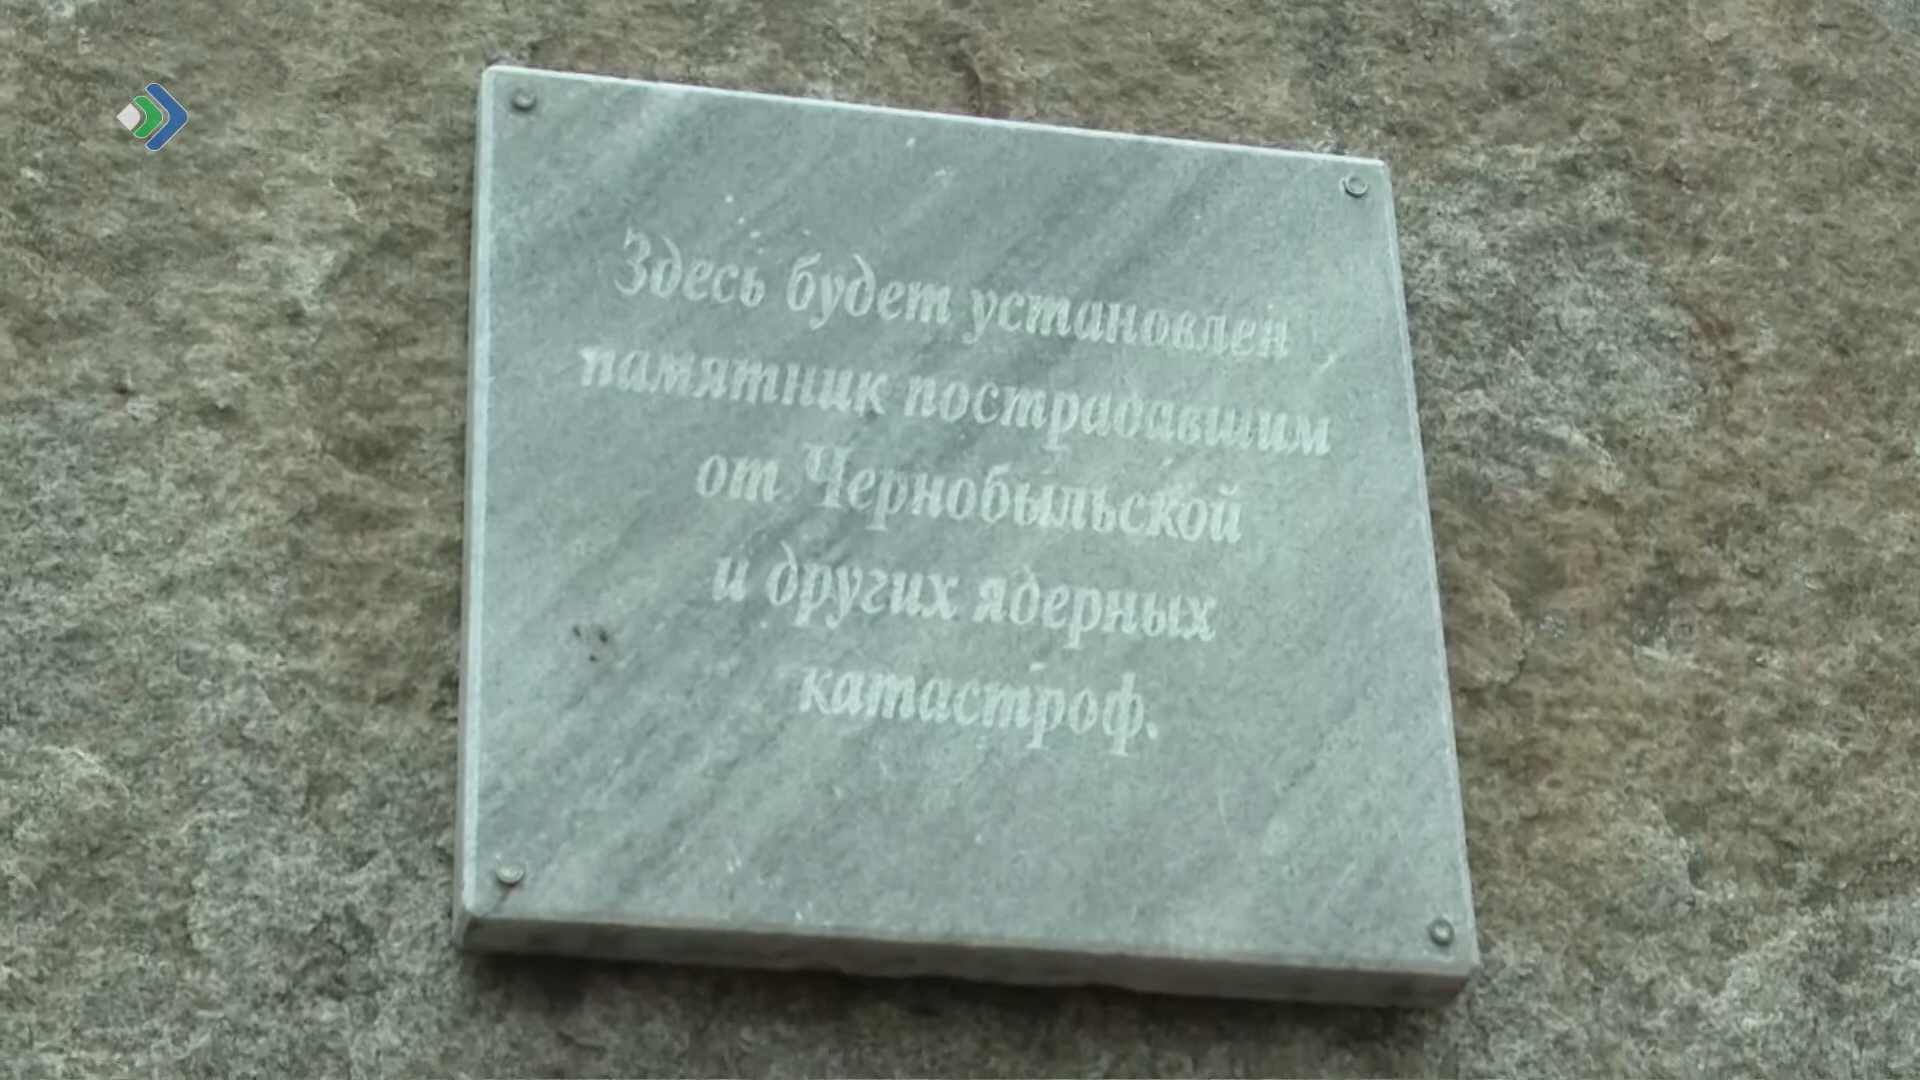 Здесь будет установлен
памятник пострадавшим
от Чернобыльской
и других ядерных
катастроф.